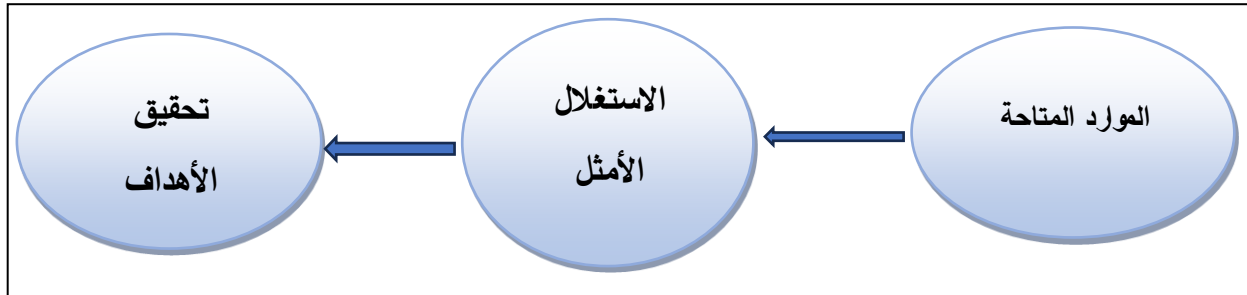 الموارد المتاحة
الاستغلال
الأمثل
تحقيق
الأهداف